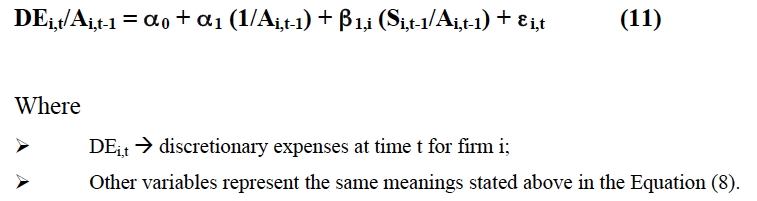 DEi,t/Ai,t-1 = α0 + α1 (1/Ai,t-1) + β1,i (Si,t-1/Ai,t-1) + εi,t (11)
Where
➢ DEi,t → discretionary expenses at time t for firm i;
➢ Other variables represent the same meanings stated above in the Equation (8).